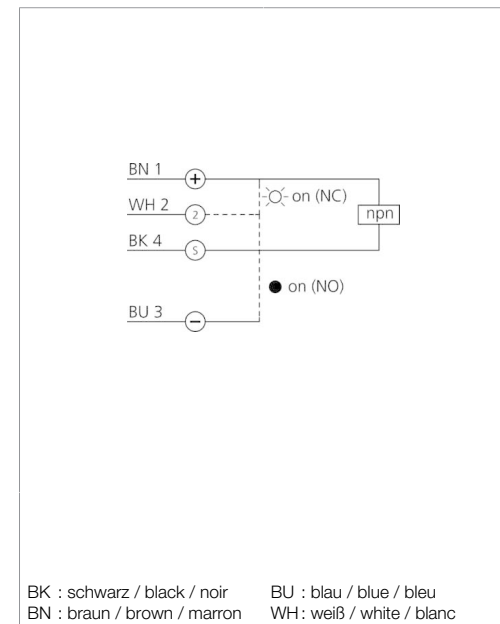 BN 1 +
on (NC)
WH 2 2
npn
BK 4 S
on (NO)
BU 3 −
BK : schwarz / black / noir BU : blau / blue / bleu
BN : braun / brown / marron WH : weiß / white / blanc